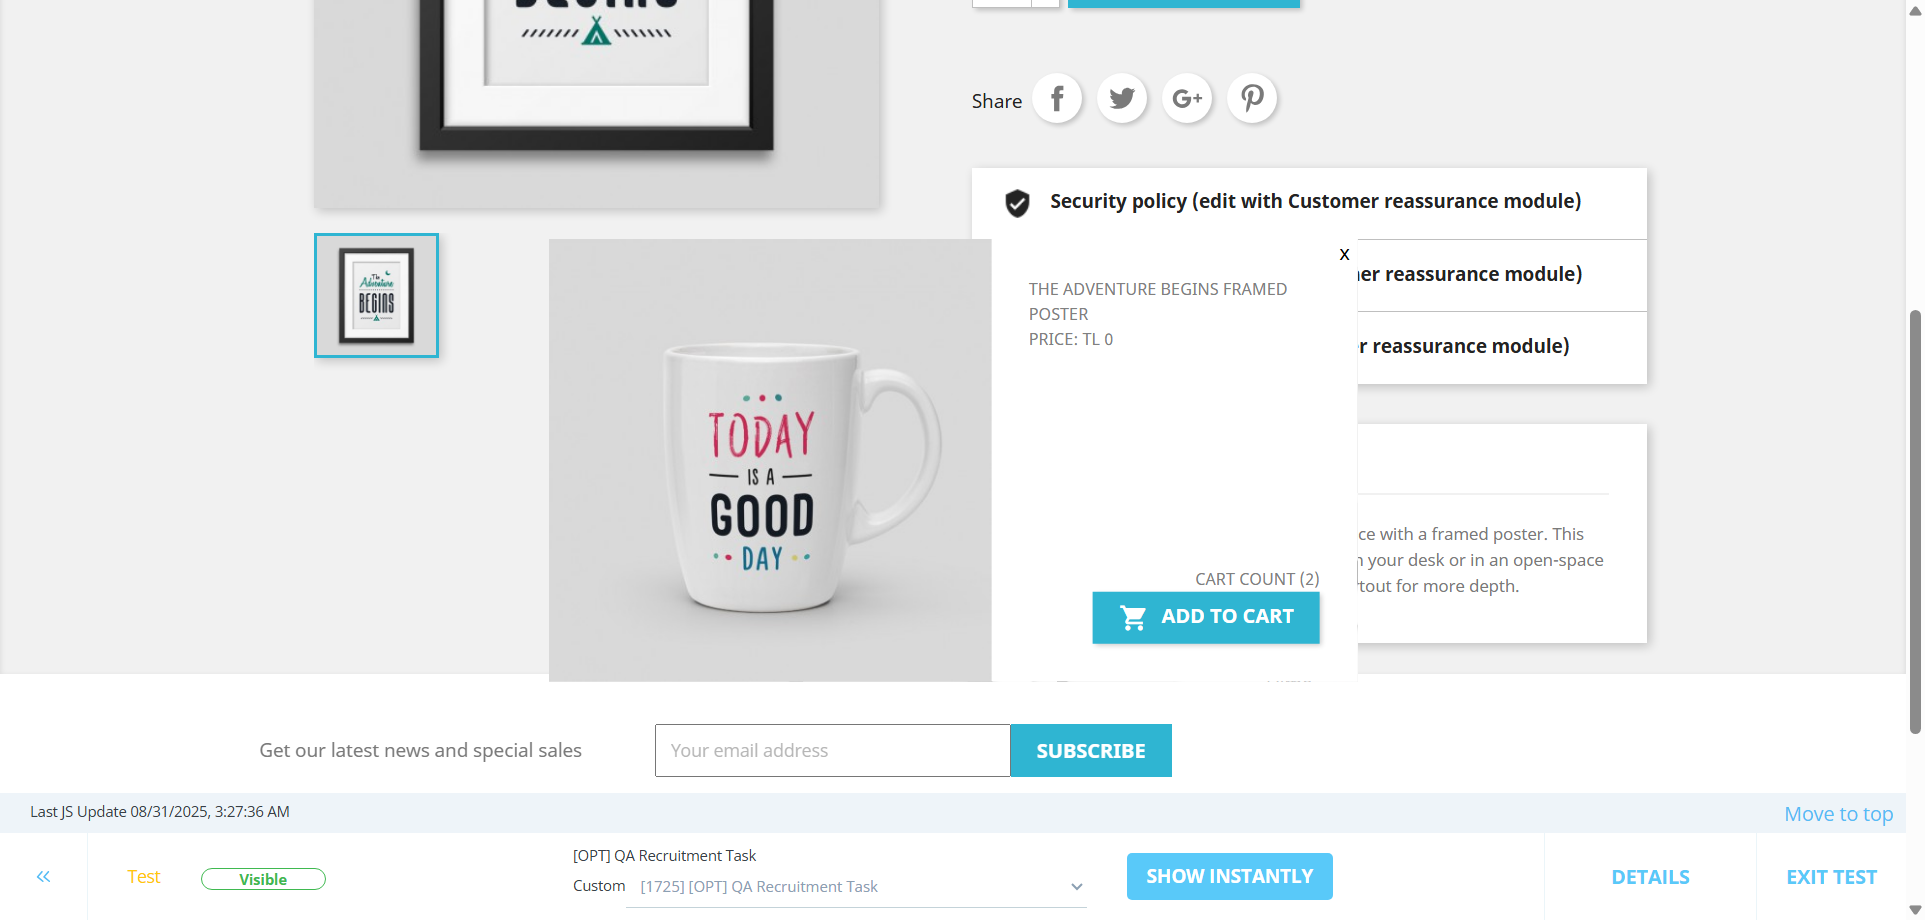 BEGINS
Share
Security policy (edit with Customer reassurance module)
The
Adventure
BEGINS
x
er reassurance module)
THE ADVENTURE BEGINS FRAMED
POSTER
PRICE: TL 0
r reassurance module)
TODAY
IS A
GOOD
DAY
ce with a framed poster. This
your desk or in an open-space
tout for more depth.
CART COUNT (2)
ADD TO CART
Get our latest news and special sales
Your email address
SUBSCRIBE
Last JS Update 08/31/2025, 3:27:36 AM
Move to top
«
Test
Visible
[OPT] QA Recruitment Task
Custom
[1725] [OPT] QA Recruitment Task
SHOW INSTANTLY
DETAILS
EXIT TEST